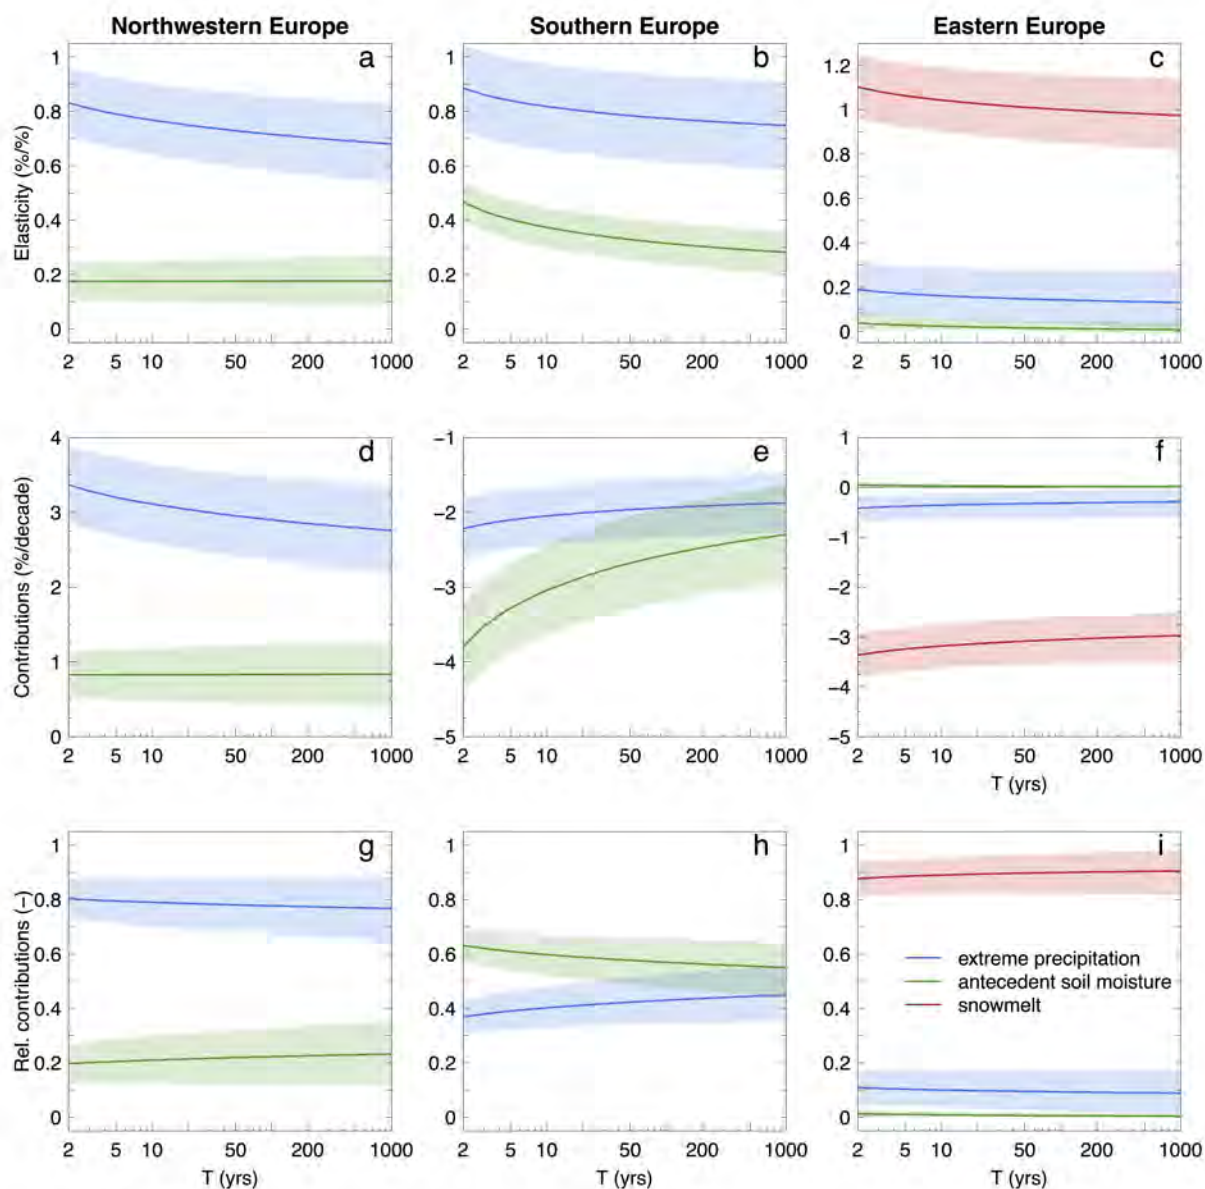 Northwestern Europe
Southern Europe
Eastern Europe
a
b
c
Elasticity (%/%)
1
0.8
0.6
0.4
0.2
0
1
0.8
0.6
0.4
0.2
0
1.2
1
0.8
0.6
0.4
0.2
0
2 5 10 50 200 1000
2 5 10 50 200 1000
2 5 10 50 200 1000
d
e
f
Contributions (%/decade)
4
3
2
1
0
−1
−2
−3
−4
−5
1
0
−1
−2
−3
−4
−5
2 5 10 50 200 1000
2 5 10 50 200 1000
2 5 10 50 200 1000
T (yrs)
g
h
i
Rel. contributions (−)
1
0.8
0.6
0.4
0.2
0
1
0.8
0.6
0.4
0.2
0
1
0.8
0.6
0.4
0.2
0
extreme precipitation
antecedent soil moisture
snowmelt
2 5 10 50 200 1000
2 5 10 50 200 1000
2 5 10 50 200 1000
T (yrs)
T (yrs)
T (yrs)